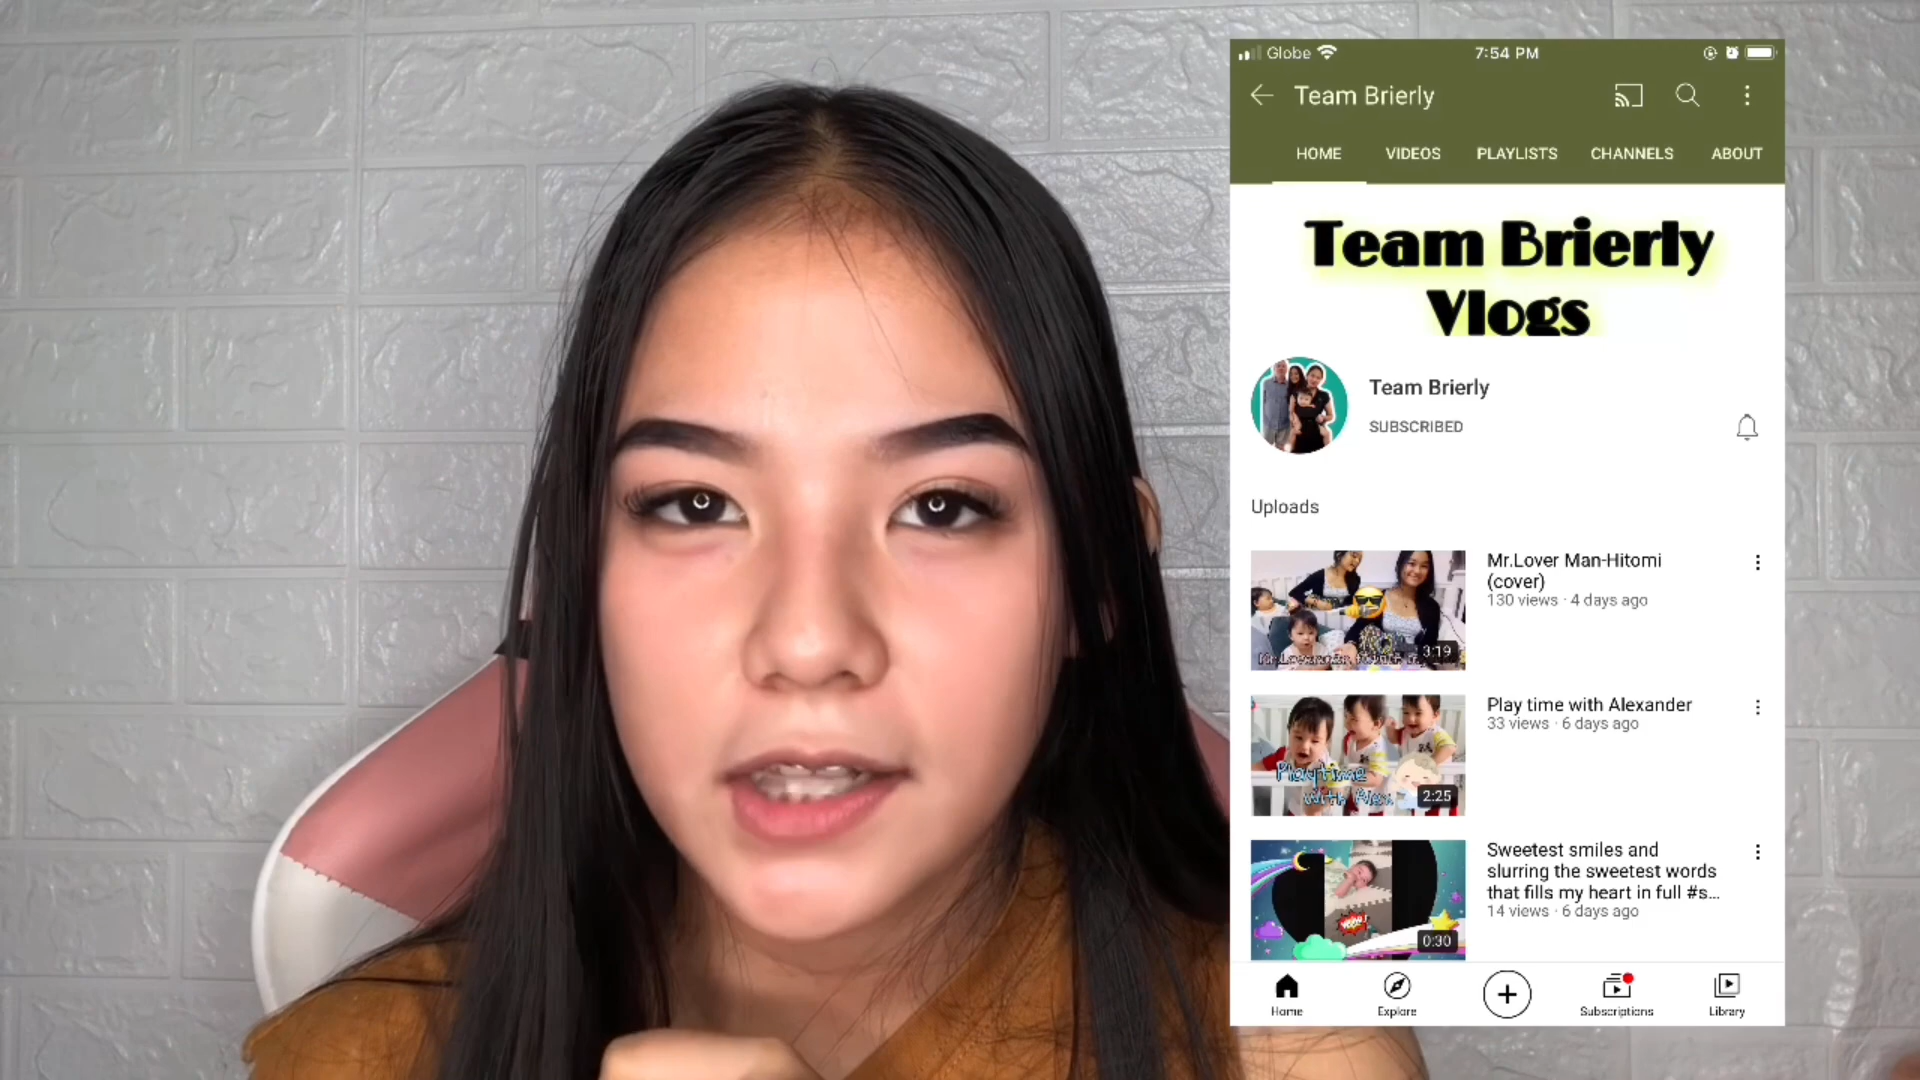 Globe
7:54 PM
Team Brierly
HOME VIDEOS PLAYLISTS CHANNELS ABOUT
Team Brierly
Vlogs
Team Brierly
SUBSCRIBED
Uploads
Mr.Lover Man-Hitomi
(cover)
130 views · 4 days ago
3:19
Play time with Alexander
33 views · 6 days ago
Playtime
with Alex
2:25
Sweetest smiles and
slurring the sweetest words
that fills my heart in full #s...
14 views · 6 days ago
0:30
Home Explore Subscriptions Library